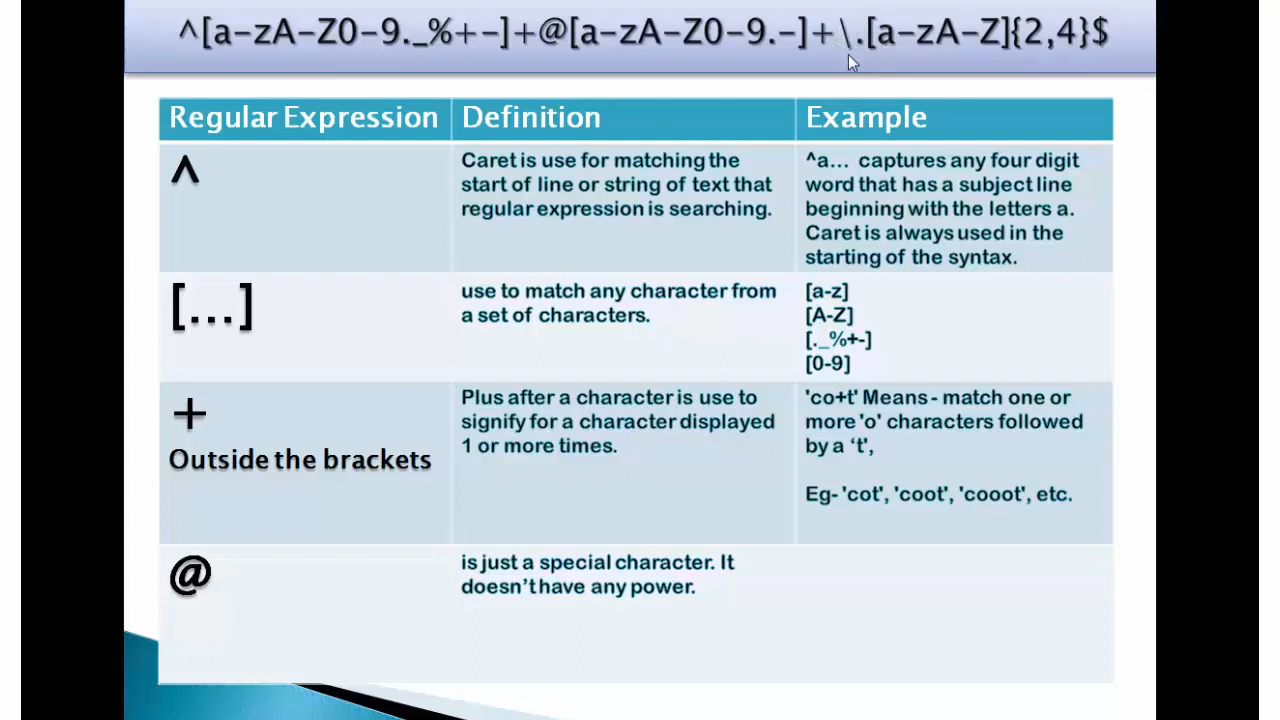 ^[a-zA-Z0-9._%+-]+@[a-zA-Z0-9.-]+\.[a-zA-Z]{2,4}$
Regular Expression
Definition
Example
^
Caret is use for matching the
start of line or string of text that
regular expression is searching.
^a... captures any four digit
word that has a subject line
beginning with the letters a.
Caret is always used in the
starting of the syntax.
[...]
use to match any character from
a set of characters.
[a-z]
[A-Z]
[._%+-]
[0-9]
+
Outside the brackets
Plus after a character is use to
signify for a character displayed
1 or more times.
'co+t' Means - match one or
more 'o' characters followed
by a ‘t’,
Eg- 'cot', 'coot', 'cooot', etc.
@
is just a special character. It
doesn’t have any power.